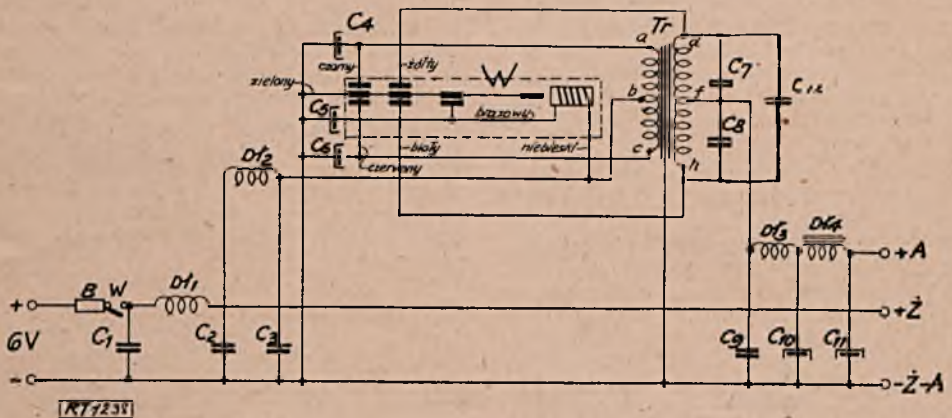 C4
Tr
a
d
czarny
żółty
W
zielony
b
f
C7
C12
C5
brązowy
C8
C6
biały
niebieski
c
h
czerwony
Dł2
Dł3
Dł4
+A
B
W
Dł1
+
+Ż
6V
C1
C2
C3
C9
C10
C11
-
-Ż-A
RT1238